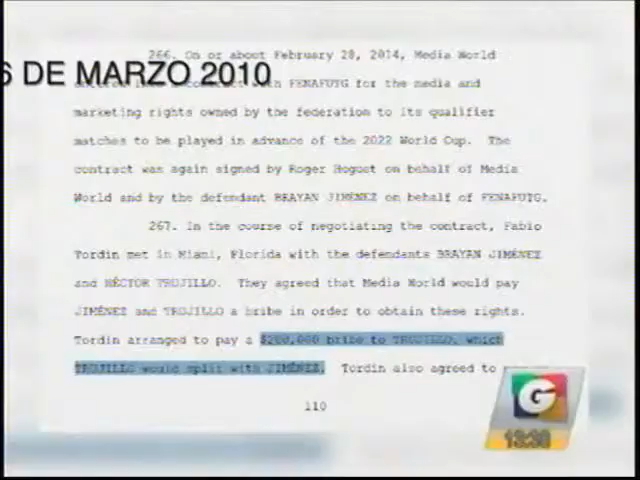 266. On or about February 28, 2014, Media World
6 DE MARZO 2010
with FENAFUTG for the media and
marketing rights owned by the federation to its qualifier
matches to be played in advance of the 2022 World Cup. The
contract was again signed by Roger Huguet on behalf of Media
World and by the defendant BRAYAN JIMÉNEZ on behalf of FENAFUTG.
267. In the course of negotiating the contract, Fabio
Tordin met in Miami, Florida with the defendants BRAYAN JIMÉNEZ
and HÉCTOR TRUJILLO. They agreed that Media World would pay
JIMÉNEZ and TRUJILLO a bribe in order to obtain these rights.
Tordin arranged to pay a $200,000 bribe to TRUJILLO, which
TRUJILLO would split with JIMÉNEZ. Tordin also agreed to
110
G